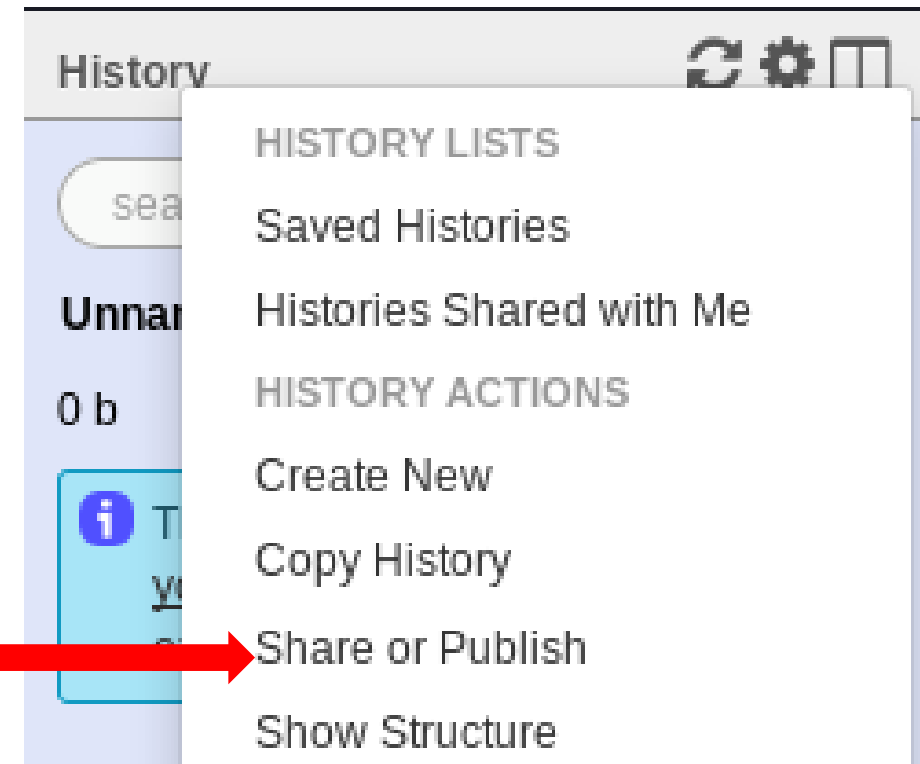 History
HISTORY LISTS
Saved Histories
Histories Shared with Me
0 b
HISTORY ACTIONS
Create New
Copy History
Share or Publish
Show Structure